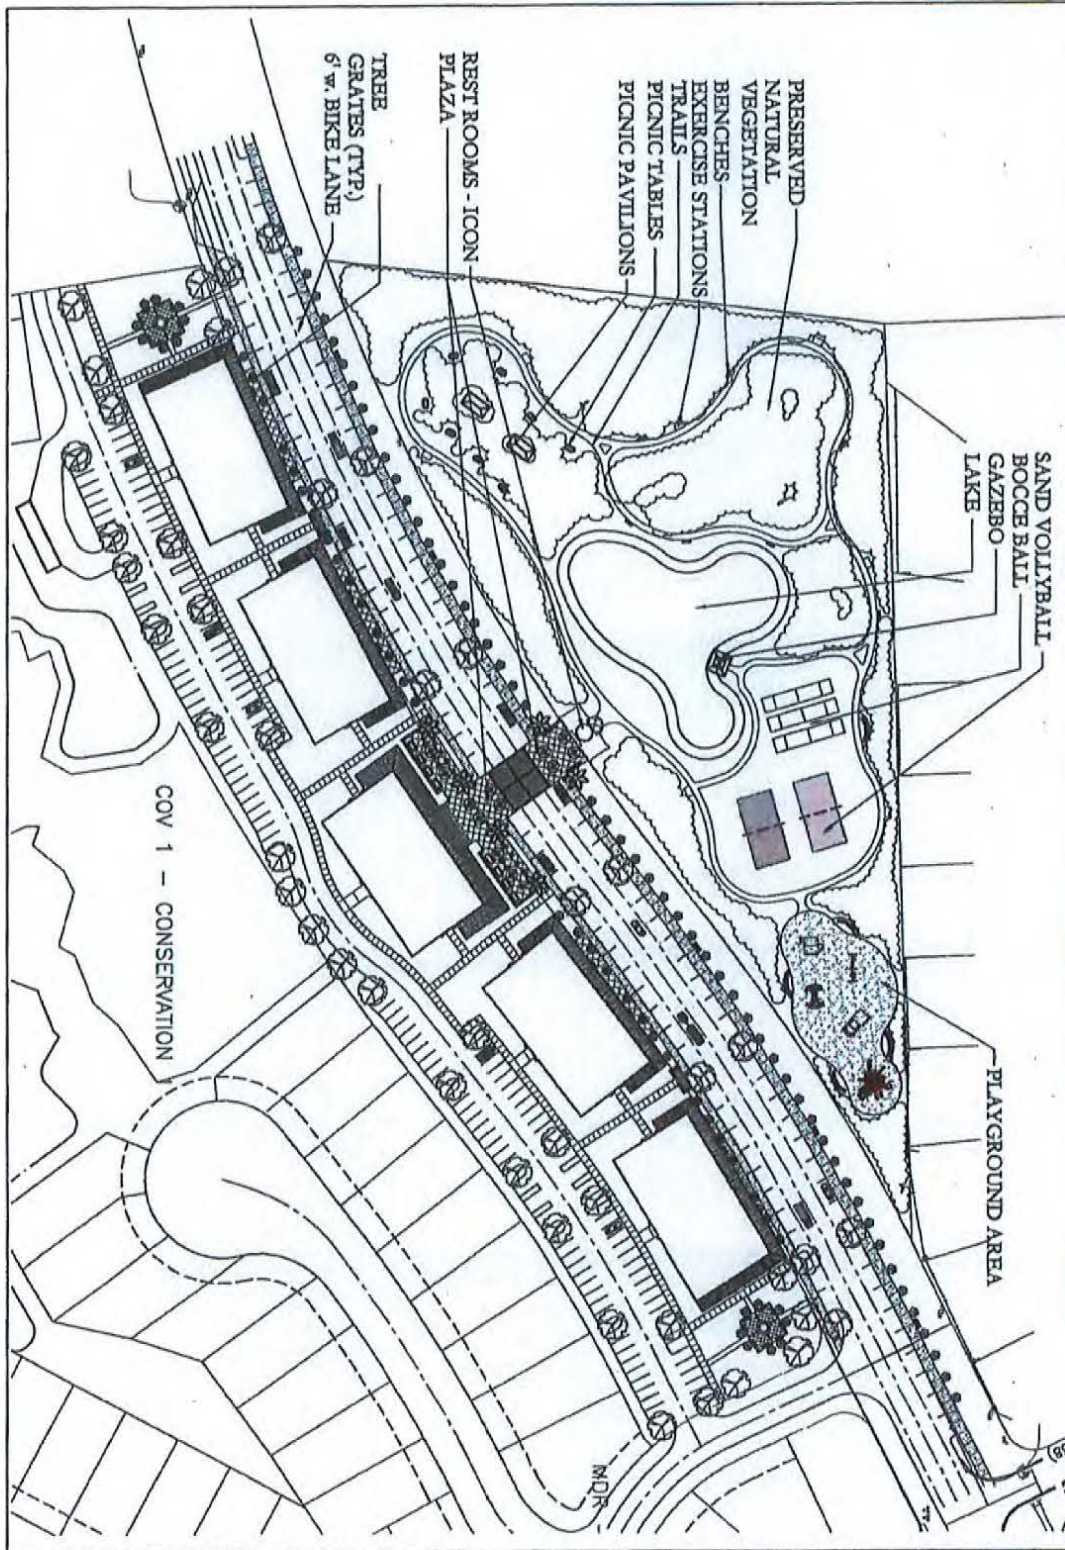 PRESERVED
NATURAL
VEGETATION
BENCHES
EXERCISE STATIONS
TRAILS
PICNIC TABLES
PICNIC PAVILIONS
REST ROOMS - ICON
PLAZA
TREE
GRATES (TYP.)
6' w. BIKE LANE
SAND VOLLYBALL
BOCCE BALL
GAZEBO
LAKE
PLAYGROUND AREA
COV 1 - CONSERVATION
MDR